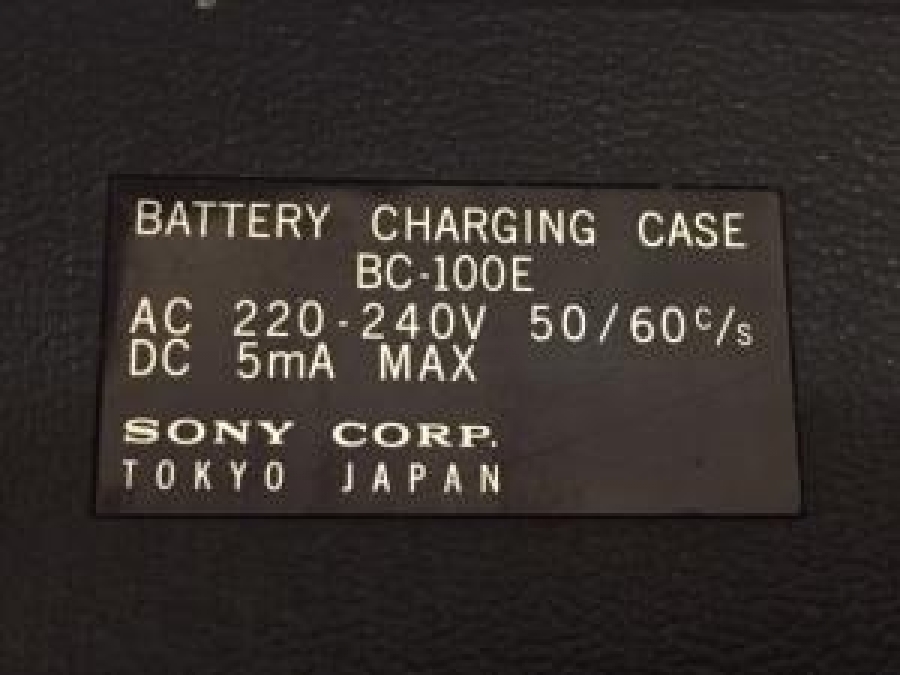 BATTERY CHARGING CASE
BC-100E
AC 220-240V 50/60c/s
DC 5mA MAX
SONY CORP.
TOKYO JAPAN